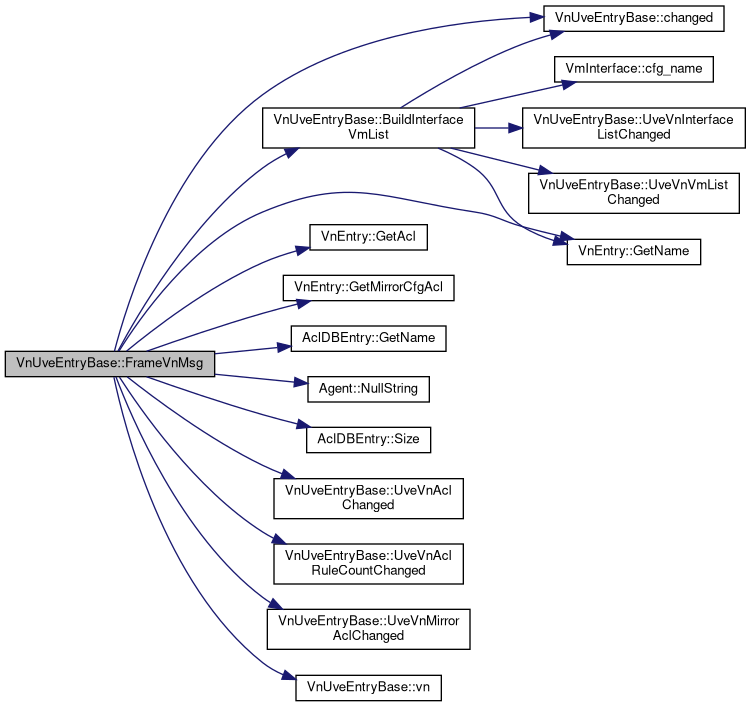 VnUveEntryBase::changed
VmInterface::cfg_name
VnUveEntryBase::BuildInterface
VmList
VnUveEntryBase::UveVnInterface
ListChanged
VnUveEntryBase::UveVnVmList
Changed
VnEntry::GetAcl
VnEntry::GetName
VnEntry::GetMirrorCfgAcl
AclDBEntry::GetName
VnUveEntryBase::FrameVnMsg
Agent::NullString
AclDBEntry::Size
VnUveEntryBase::UveVnAcl
Changed
VnUveEntryBase::UveVnAcl
RuleCountChanged
VnUveEntryBase::UveVnMirror
AclChanged
VnUveEntryBase::vn